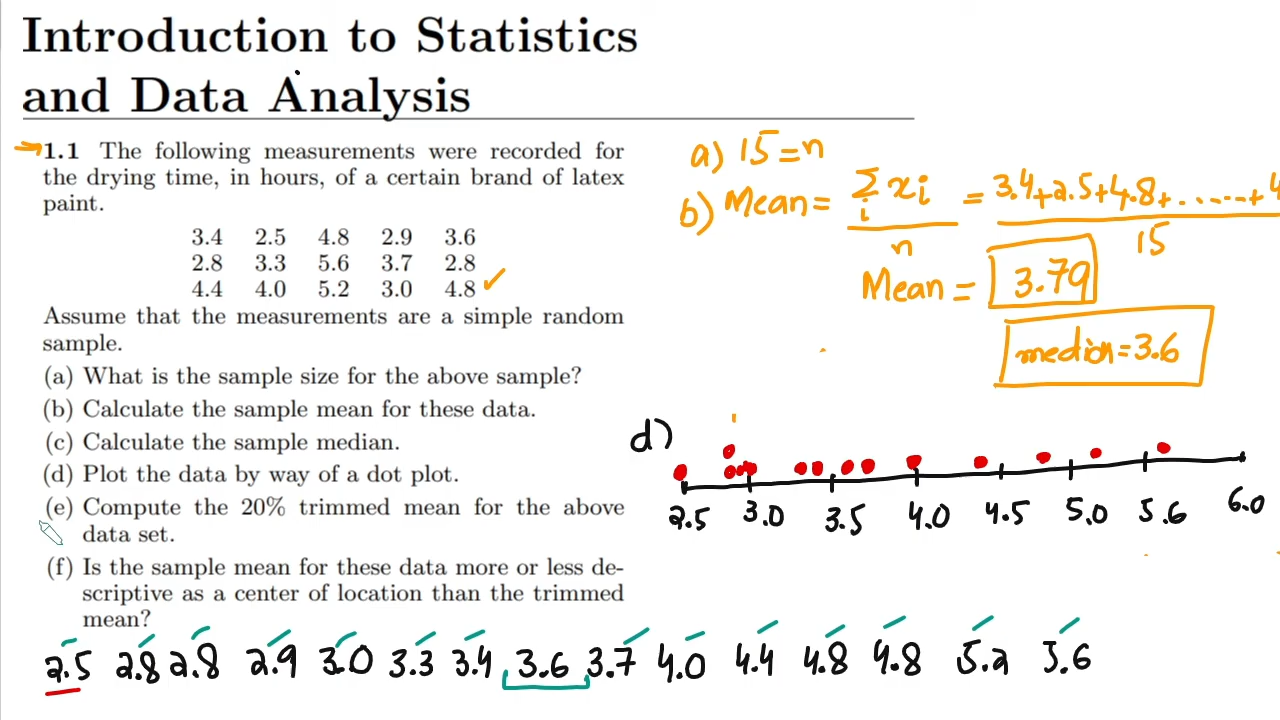 Introduction to Statistics
and Data Analysis
1.1 The following measurements were recorded for
the drying time, in hours, of a certain brand of latex
paint.
3.4 2.5 4.8 2.9 3.6
2.8 3.3 5.6 3.7 2.8
4.4 4.0 5.2 3.0 4.8
Assume that the measurements are a simple random
sample.
(a) What is the sample size for the above sample?
(b) Calculate the sample mean for these data.
(c) Calculate the sample median.
(d) Plot the data by way of a dot plot.
(e) Compute the 20% trimmed mean for the above
data set.
(f) Is the sample mean for these data more or less de-
scriptive as a center of location than the trimmed
mean?
a) 15=n
b) Mean = Σ xi = 3.4+2.5+4.8+......+4
i
n 15
Mean = 3.79
median=3.6
d)
2.5 3.0 3.5 4.0 4.5 5.0 5.6 6.0
2.5 2.8 2.8 2.9 3.0 3.3 3.4 3.6 3.7 4.0 4.4 4.8 4.8 5.2 5.6